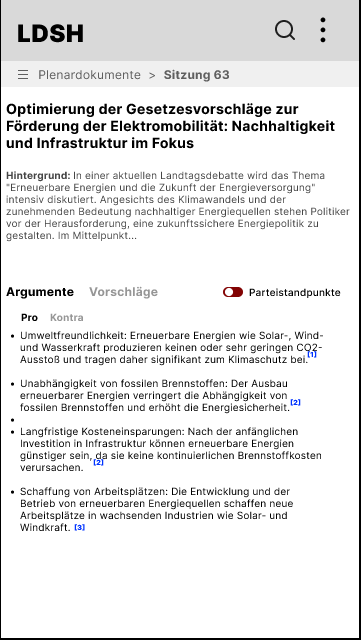 LDSH
Plenardokumente > Sitzung 63
Optimierung der Gesetzesvorschläge zur
Förderung der Elektromobilität: Nachhaltigkeit
und Infrastruktur im Fokus
Hintergrund: In einer aktuellen Landtagsdebatte wird das Thema
"Erneuerbare Energien und die Zukunft der Energieversorgung"
intensiv diskutiert. Angesichts des Klimawandels und der
zunehmenden Bedeutung nachhaltiger Energiequellen stehen Politiker
vor der Herausforderung, eine zukunftssichere Energiepolitik zu
gestalten. Im Mittelpunkt...
Argumente Vorschläge Parteistandpunkte
Pro Kontra
• Umweltfreundlichkeit: Erneuerbare Energien wie Solar-, Wind-
und Wasserkraft produzieren keinen oder sehr geringen CO2-
Ausstoß und tragen daher signifikant zum Klimaschutz bei.[1]
• Unabhängigkeit von fossilen Brennstoffen: Der Ausbau
erneuerbarer Energien verringert die Abhängigkeit von
fossilen Brennstoffen und erhöht die Energiesicherheit.[2]
•
• Langfristige Kosteneinsparungen: Nach der anfänglichen
Investition in Infrastruktur können erneuerbare Energien
günstiger sein, da sie keine kontinuierlichen Brennstoffkosten
verursachen. [2]
• Schaffung von Arbeitsplätzen: Die Entwicklung und der
Betrieb von erneuerbaren Energiequellen schaffen neue
Arbeitsplätze in wachsenden Industrien wie Solar- und
Windkraft. [3]